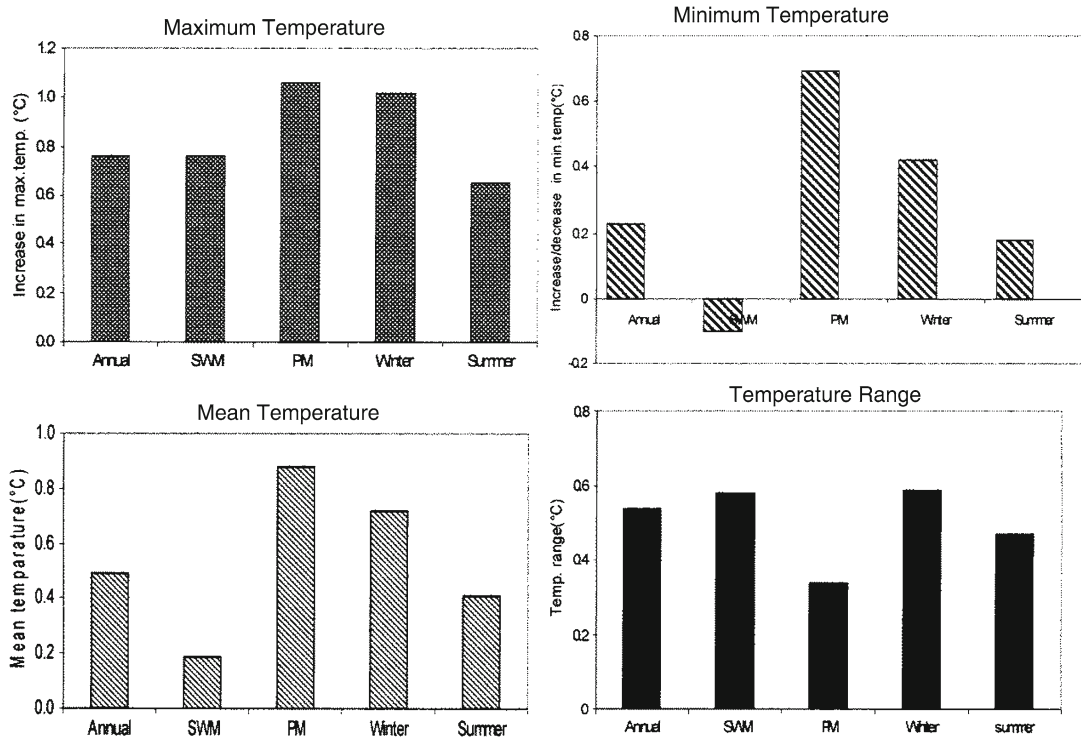 Maximum Temperature
Increase in max.temp. (°C)
1.2
1.0
0.8
0.6
0.4
0.2
0.0
Annual SWM PM Winter Summer
Minimum Temperature
Increase/decrease in min.temp(°C)
0.8
0.6
0.4
0.2
0
-0.2
Annual SWM PM Winter Summer
Mean Temperature
Mean temparature(°C)
1.0
0.8
0.6
0.4
0.2
0.0
Annual SWM PM Winter Summer
Temperature Range
Temp. range(°C)
0.8
0.6
0.4
0.2
0
Annual SWM PM Winter summer